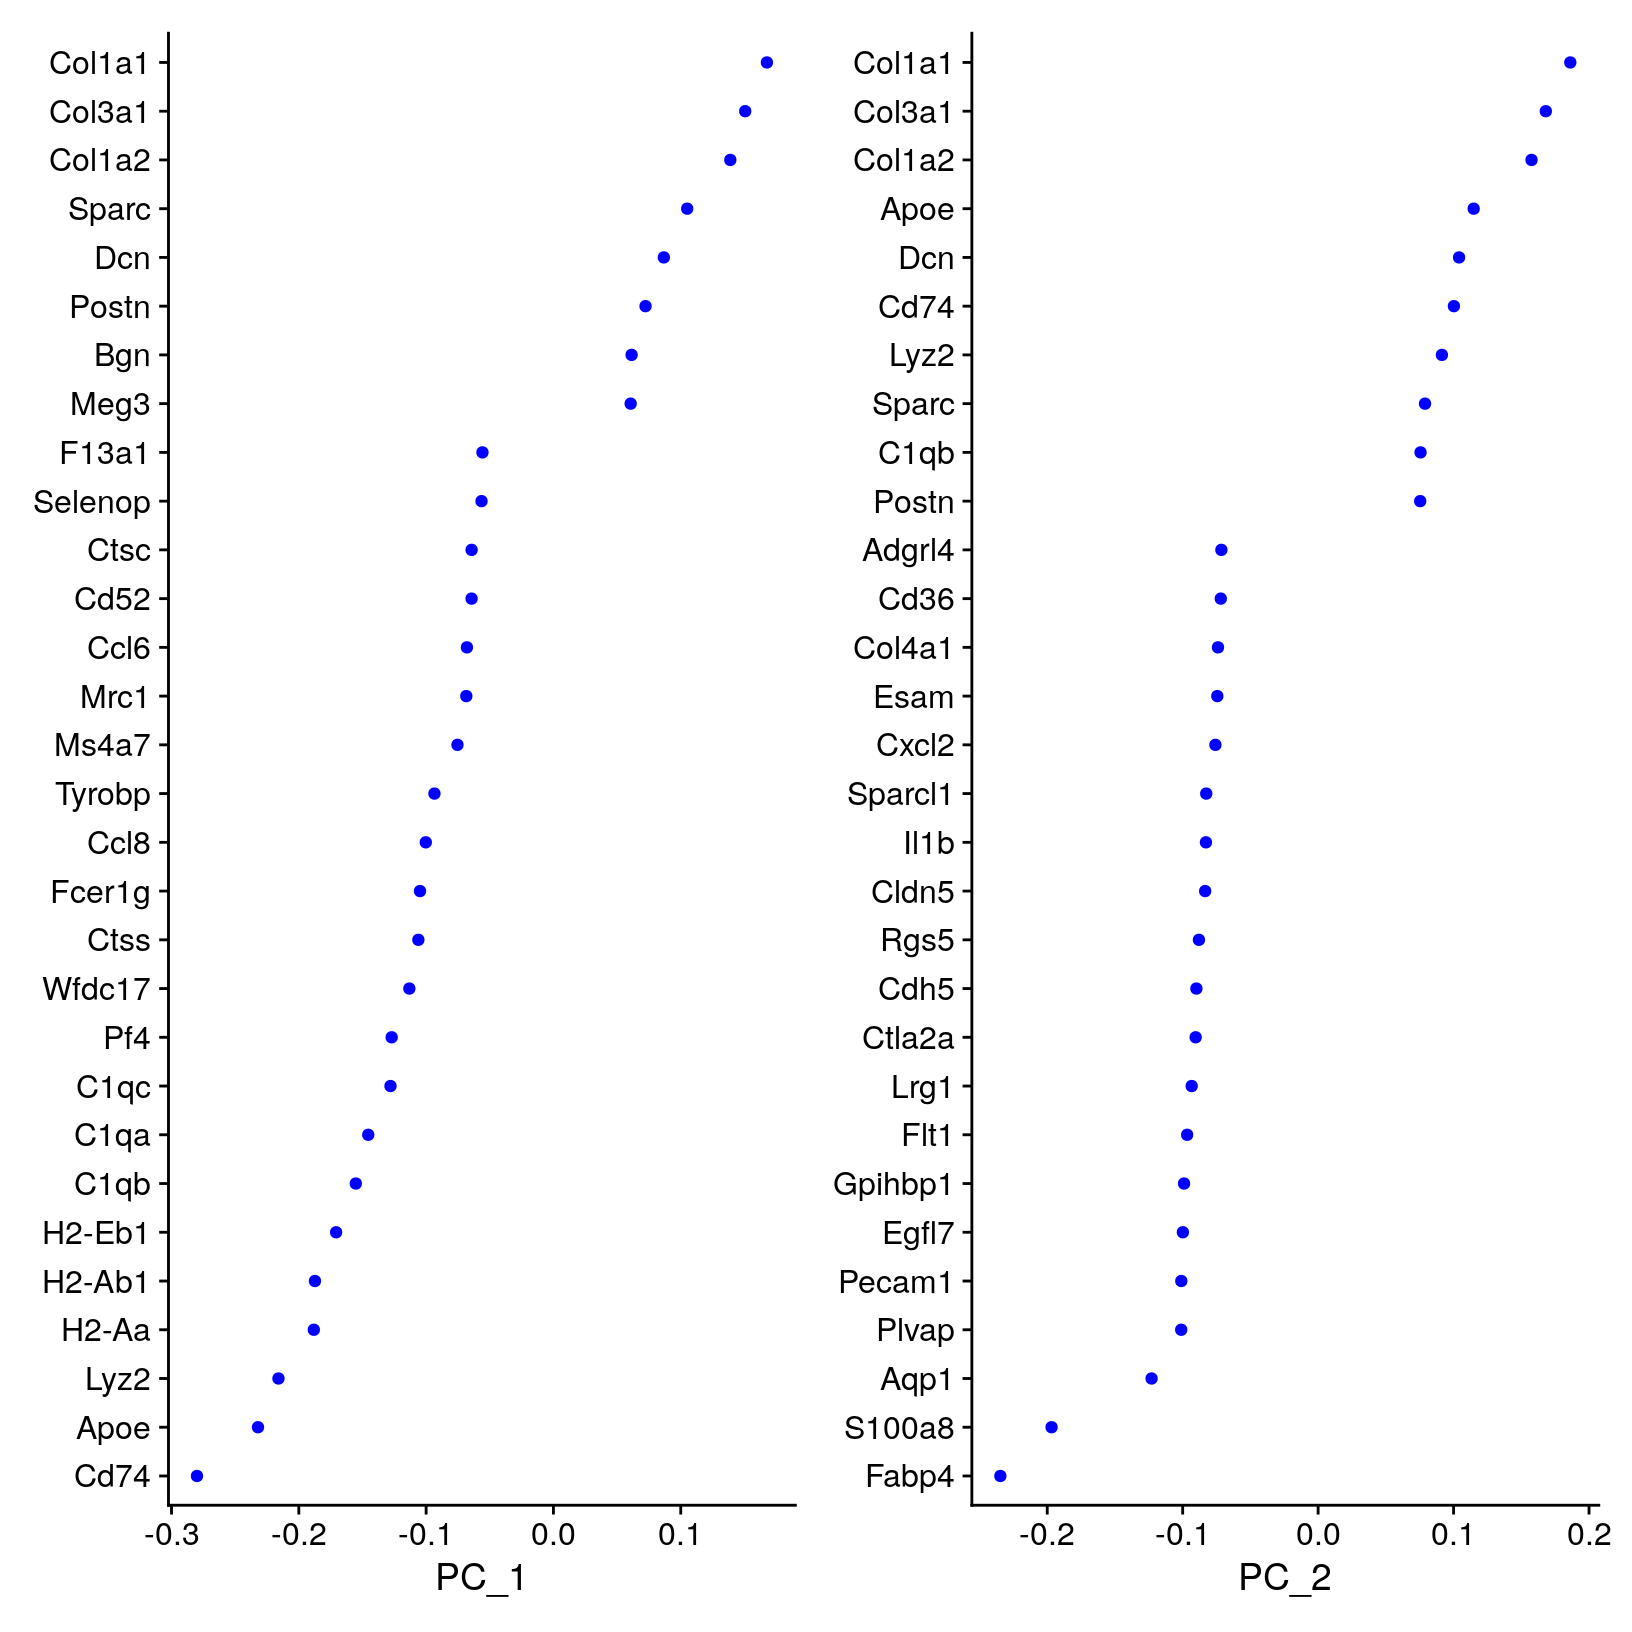 Col1a1
Col3a1
Col1a2
Sparc
Dcn
Postn
Bgn
Meg3
F13a1
Selenop
Ctsc
Cd52
Ccl6
Mrc1
Ms4a7
Tyrobp
Ccl8
Fcer1g
Ctss
Wfdc17
Pf4
C1qc
C1qa
C1qb
H2-Eb1
H2-Ab1
H2-Aa
Lyz2
Apoe
Cd74
-0.3 -0.2 -0.1 0.0 0.1
PC_1
Col1a1
Col3a1
Col1a2
Apoe
Dcn
Cd74
Lyz2
Sparc
C1qb
Postn
Adgrl4
Cd36
Col4a1
Esam
Cxcl2
Sparcl1
Il1b
Cldn5
Rgs5
Cdh5
Ctla2a
Lrg1
Flt1
Gpihbp1
Egfl7
Pecam1
Plvap
Aqp1
S100a8
Fabp4
-0.2 -0.1 0.0 0.1 0.2
PC_2